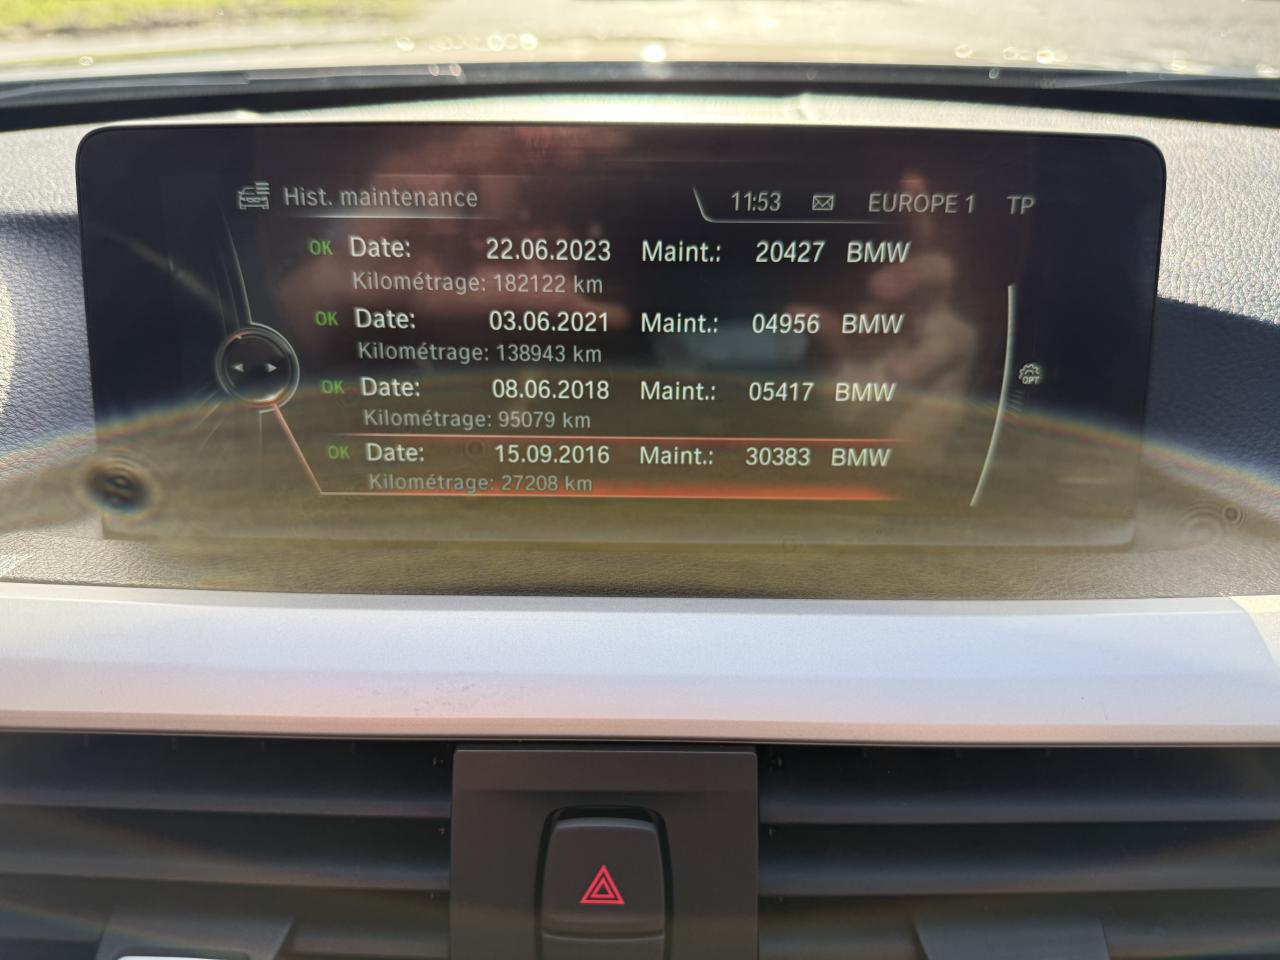 Hist. maintenance 11:53 EUROPE 1 TP
OK Date: 22.06.2023 Maint.: 20427 BMW
Kilométrage: 182122 km
OK Date: 03.06.2021 Maint.: 04956 BMW
Kilométrage: 138943 km
OK Date: 08.06.2018 Maint.: 05417 BMW
Kilométrage: 95079 km
OK Date: 15.09.2016 Maint.: 30383 BMW
Kilométrage: 27208 km
OPT